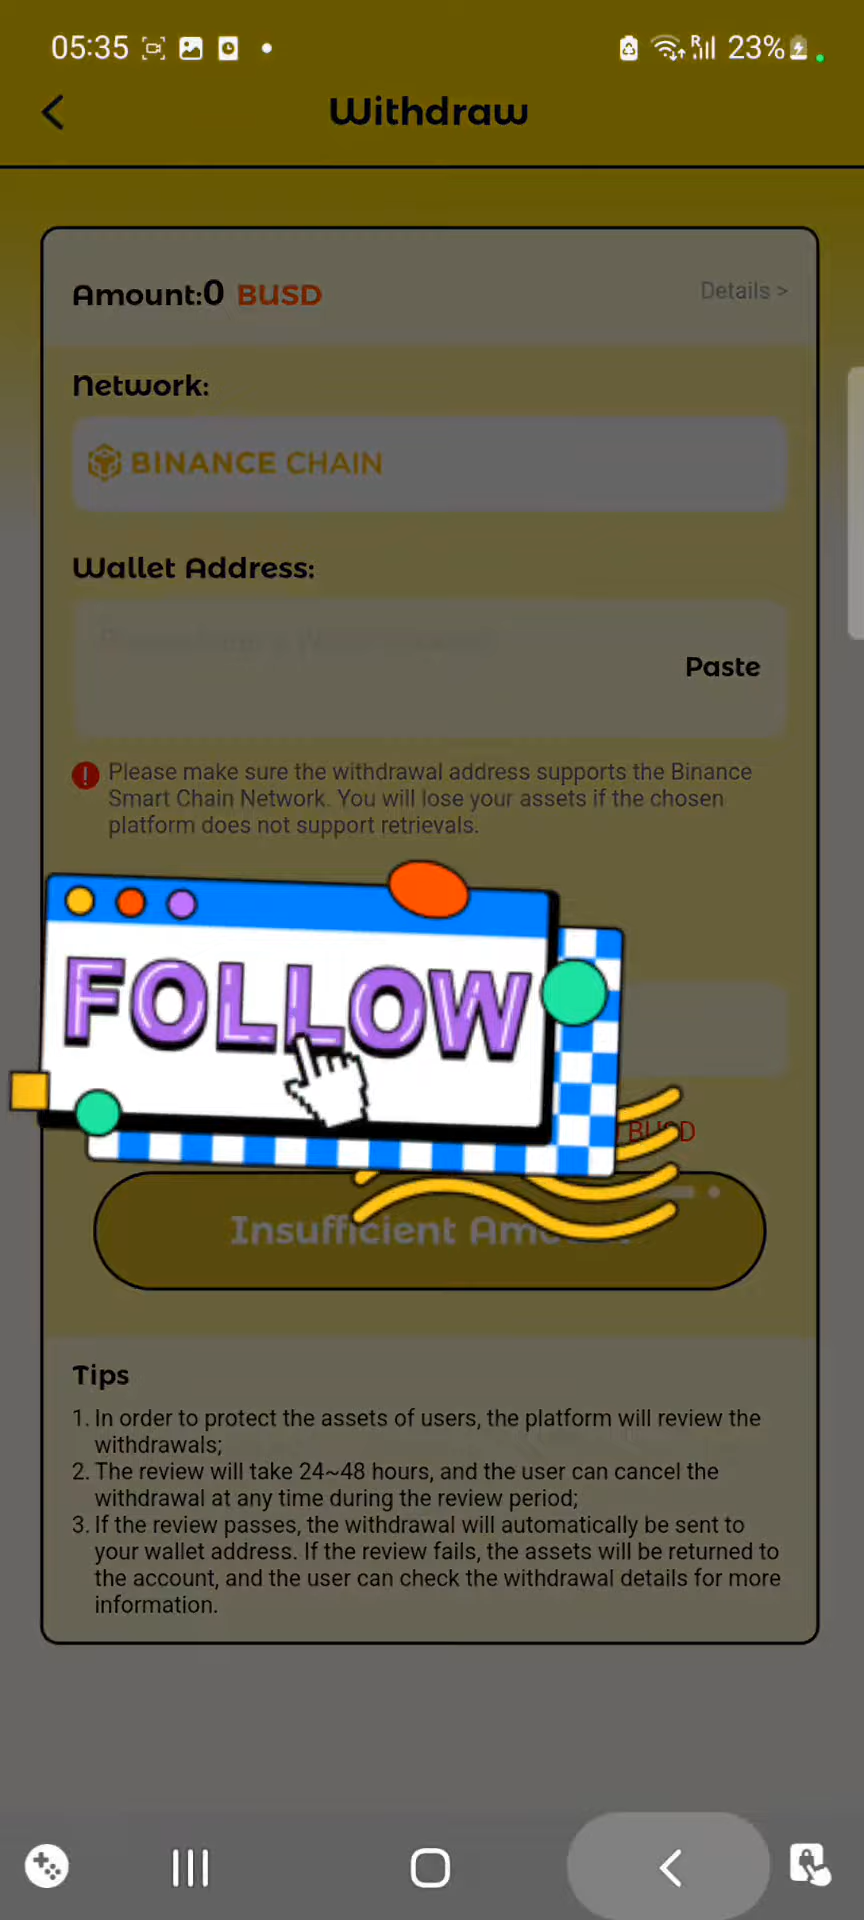 05:35
23%
Withdraw
Amount:0 BUSD
Details >
Network:
BINANCE CHAIN
Wallet Address:
Paste
Please make sure the withdrawal address supports the Binance
Smart Chain Network. You will lose your assets if the chosen
platform does not support retrievals.
FOLLOW
BUSD
Insufficient
Tips
1. In order to protect the assets of users, the platform will review the
withdrawals;
2. The review will take 24~48 hours, and the user can cancel the
withdrawal at any time during the review period;
3. If the review passes, the withdrawal will automatically be sent to
your wallet address. If the review fails, the assets will be returned to
the account, and the user can check the withdrawal details for more
information.